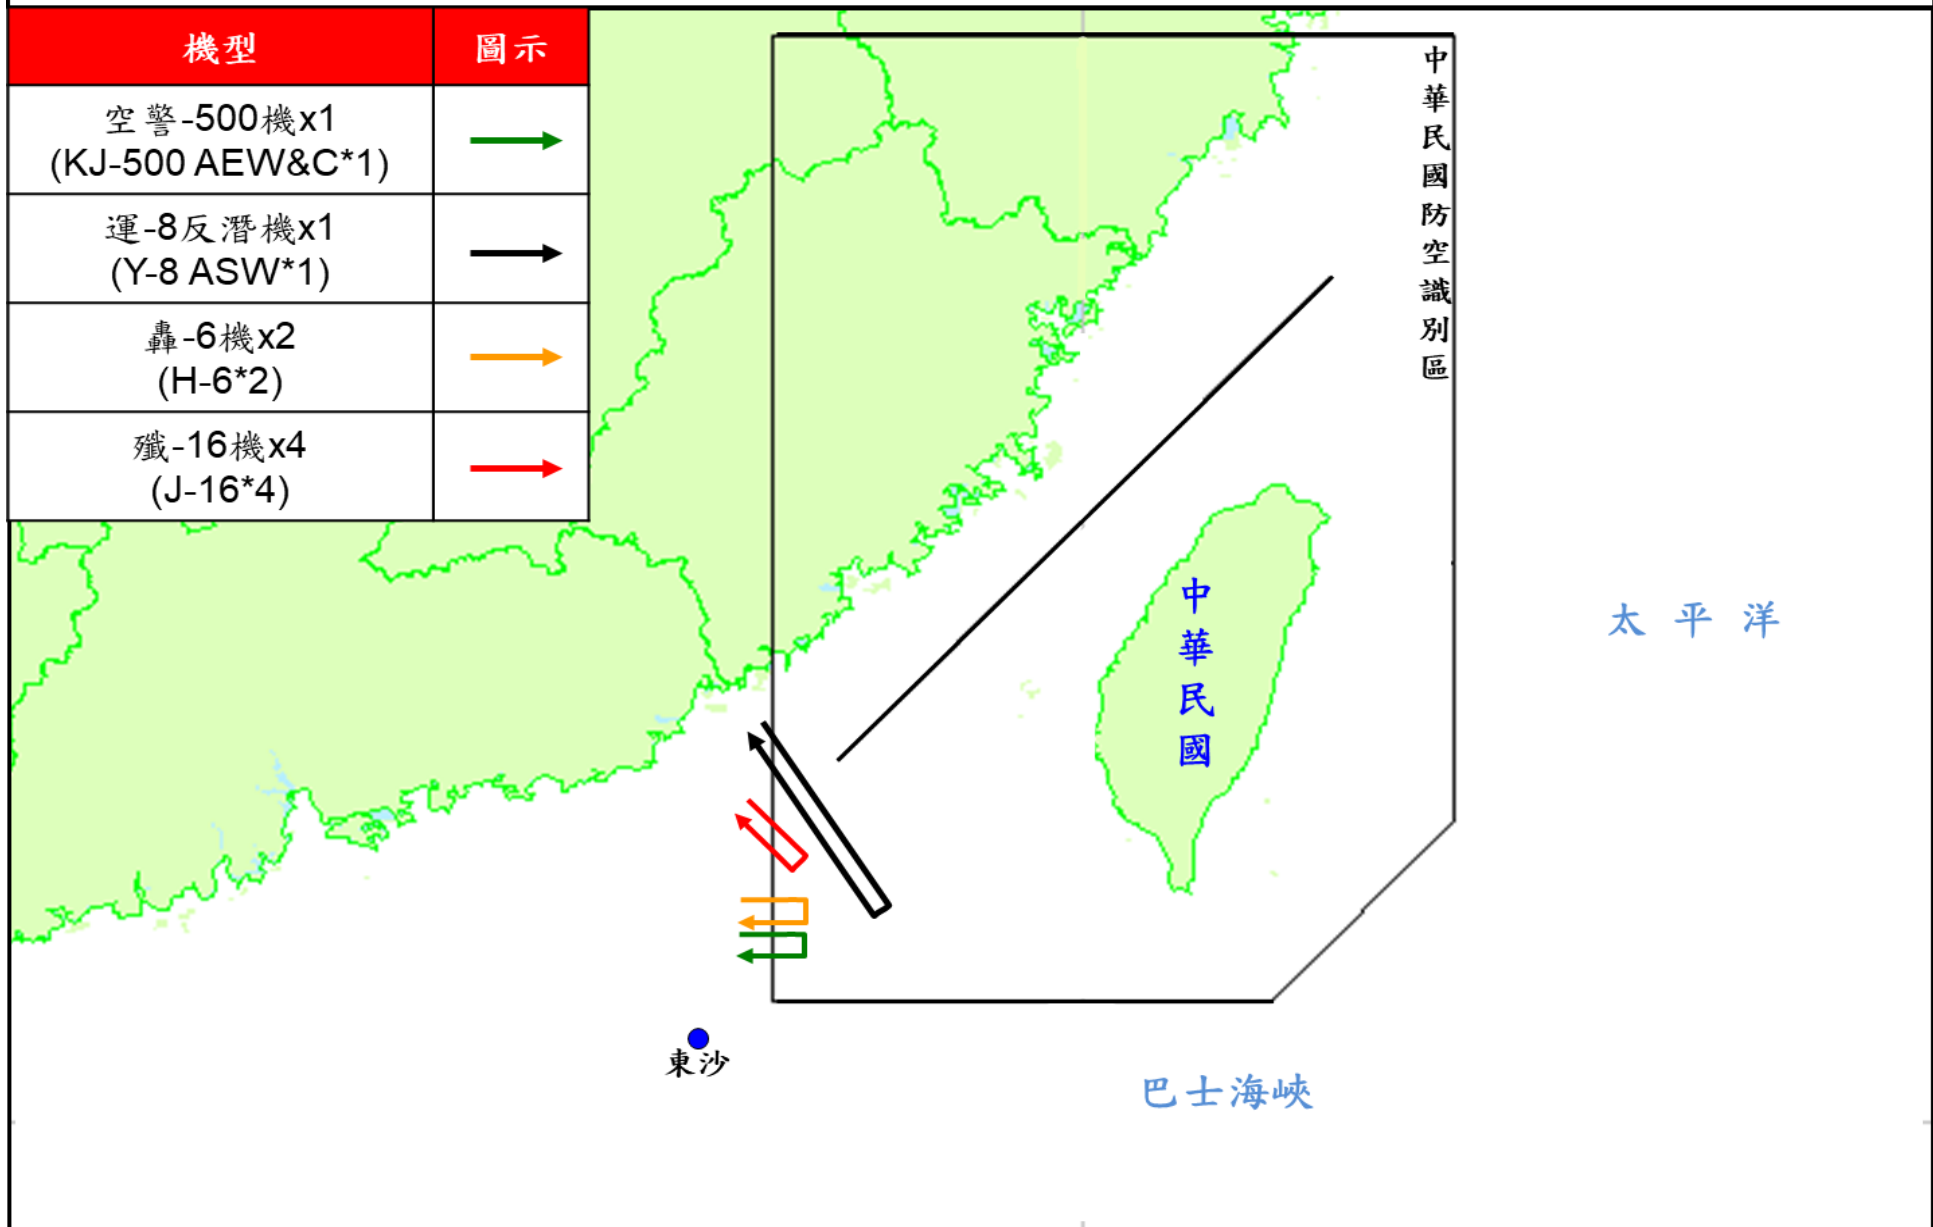 機型
圖示
空警-500機x1
(KJ-500 AEW&C*1)
運-8反潛機x1
(Y-8 ASW*1)
轟-6機x2
(H-6*2)
殲-16機x4
(J-16*4)
中華民國防空識別區
中華民國
太平洋
東沙
巴士海峽